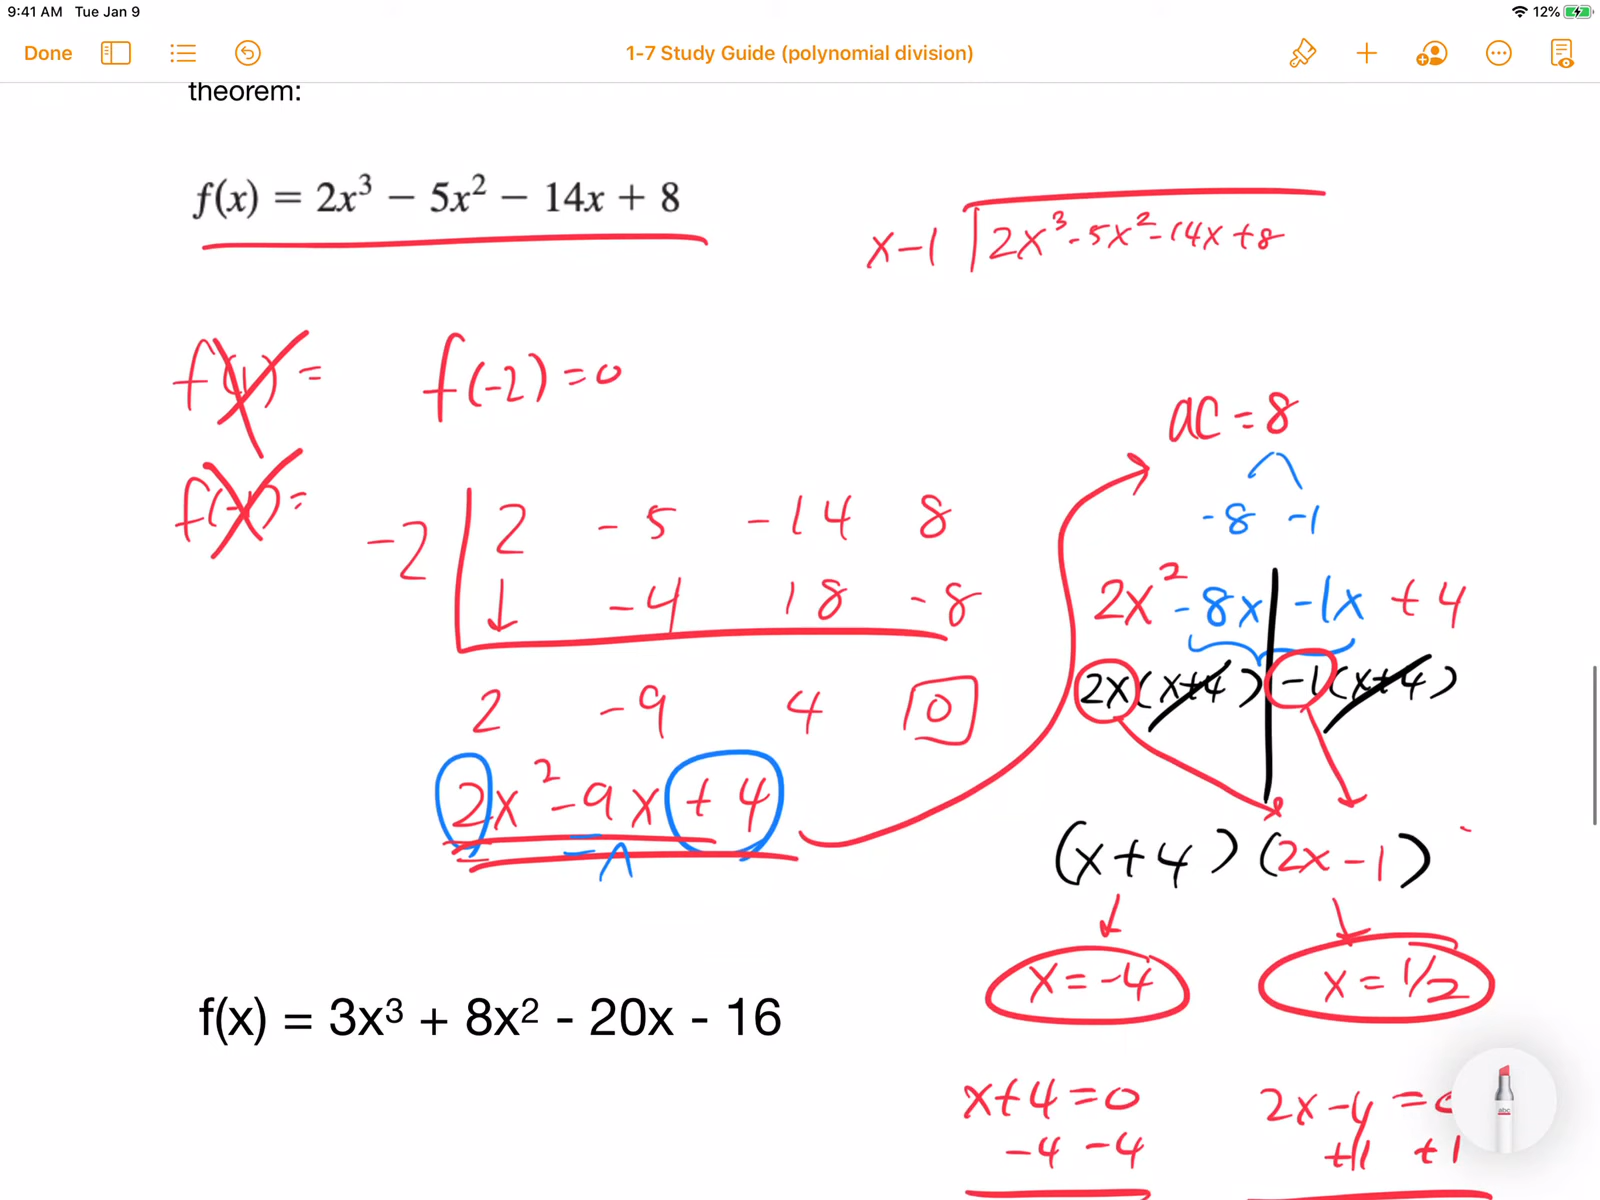 9:41 AM Tue Jan 9
12%
Done
1-7 Study Guide (polynomial division)
theorem:
f(x) = 2x³ − 5x² − 14x + 8
x-1 2x³-5x²-14x+8
f(1)=
f(-2)=0
ac=8
-8 -1
-2 2 -5 -14 8
-4 18 -8
2 -9 4 0
2x²-9x+4
2x²-8x -1x +4
2x(x+4) -1(x+4)
(x+4)(2x-1)
x=-4
x=1/2
f(x) = 3x³ + 8x² - 20x - 16
x+4=0
-4 -4
2x-
+1 +1
abc